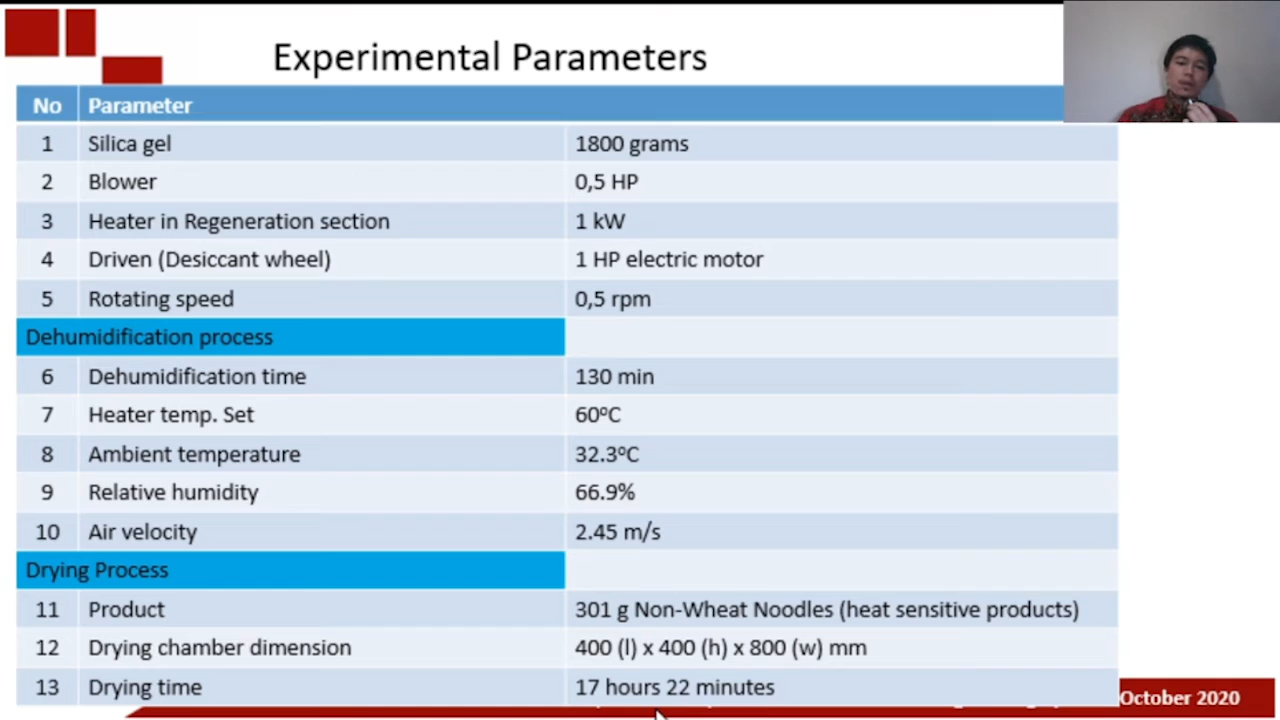 Experimental Parameters
No Parameter
1 Silica gel 1800 grams
2 Blower 0,5 HP
3 Heater in Regeneration section 1 kW
4 Driven (Desiccant wheel) 1 HP electric motor
5 Rotating speed 0,5 rpm
Dehumidification process
6 Dehumidification time 130 min
7 Heater temp. Set 60ºC
8 Ambient temperature 32.3ºC
9 Relative humidity 66.9%
10 Air velocity 2.45 m/s
Drying Process
11 Product 301 g Non-Wheat Noodles (heat sensitive products)
12 Drying chamber dimension 400 (l) x 400 (h) x 800 (w) mm
13 Drying time 17 hours 22 minutes
October 2020